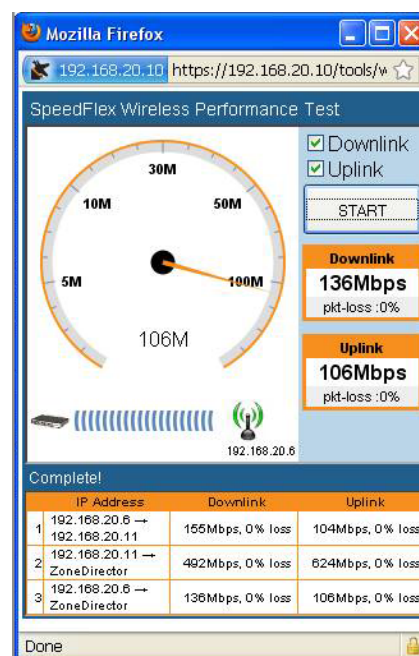 Mozilla Firefox
192.168.20.10 https://192.168.20.10/tools/w
SpeedFlex Wireless Performance Test
Downlink
Uplink
START
30M
10M
50M
5M
100M
106M
192.168.20.6
Downlink
136Mbps
pkt-loss :0%
Uplink
106Mbps
pkt-loss :0%
Complete!
IP Address Downlink Uplink
1 192.168.20.6 → 192.168.20.11 155Mbps, 0% loss 104Mbps, 0% loss
2 192.168.20.11 → ZoneDirector 492Mbps, 0% loss 624Mbps, 0% loss
3 192.168.20.6 → ZoneDirector 136Mbps, 0% loss 106Mbps, 0% loss
Done